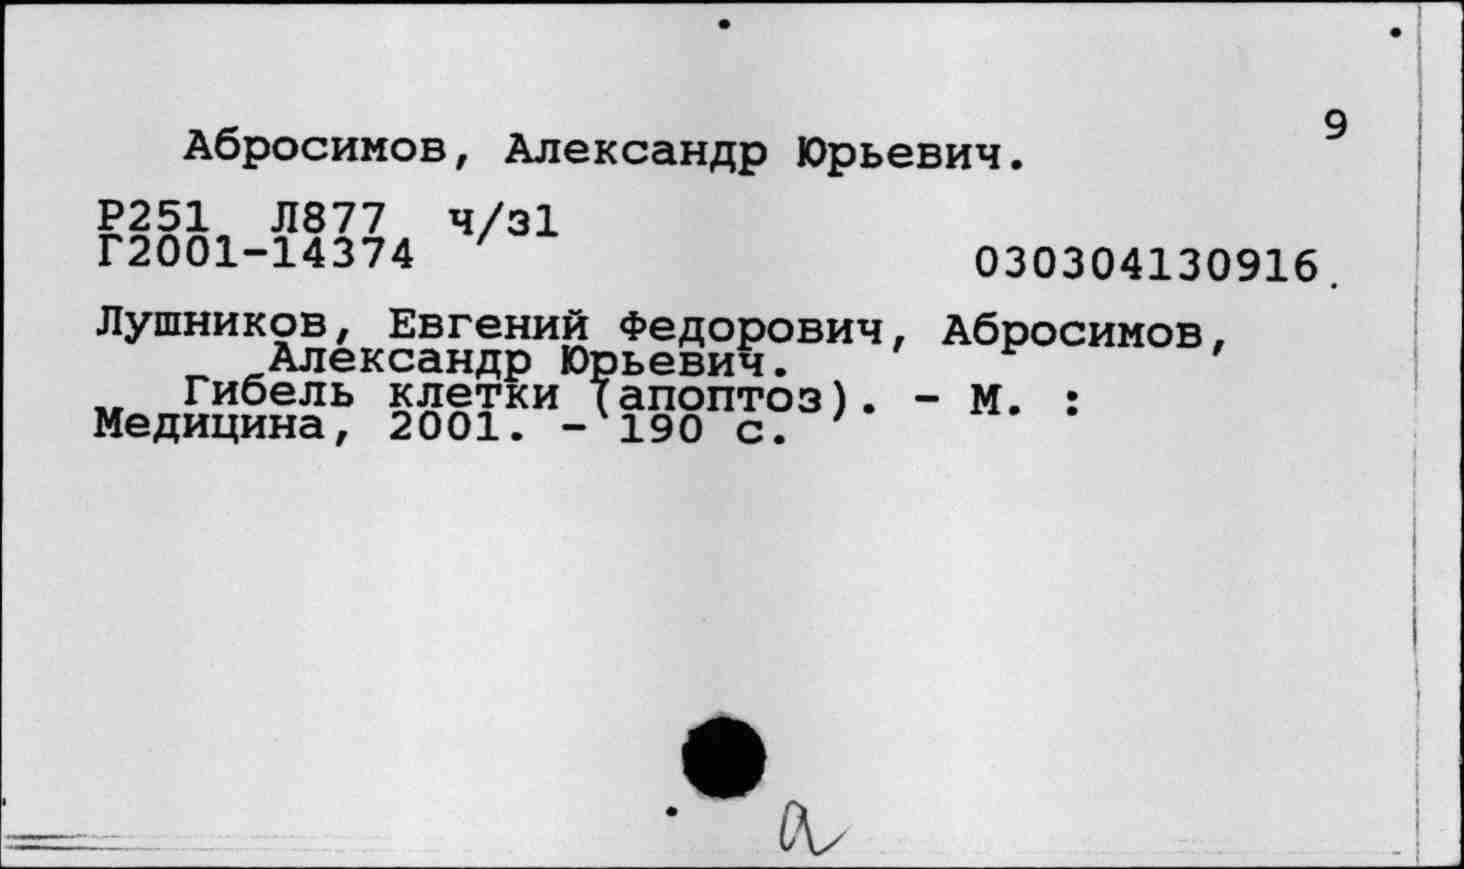 9
Абросимов, Александр Юрьевич.
Р251 Л877 ч/з1
Г2001-14374
030304130916.
Лушников, Евгений Федорович, Абросимов,
Александр Юрьевич.
Гибель клетки (апоптоз). - М. :
Медицина, 2001. - 190 с.